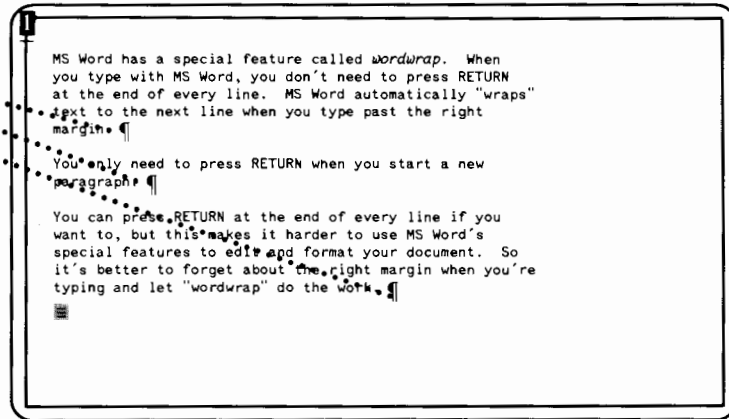 1
MS Word has a special feature called wordwrap. When
you type with MS Word, you don't need to press RETURN
at the end of every line. MS Word automatically "wraps"
text to the next line when you type past the right
margin. ¶
You only need to press RETURN when you start a new
paragraph. ¶
You can press RETURN at the end of every line if you
want to, but this makes it harder to use MS Word's
special features to edit and format your document. So
it's better to forget about the right margin when you're
typing and let "wordwrap" do the work. ¶